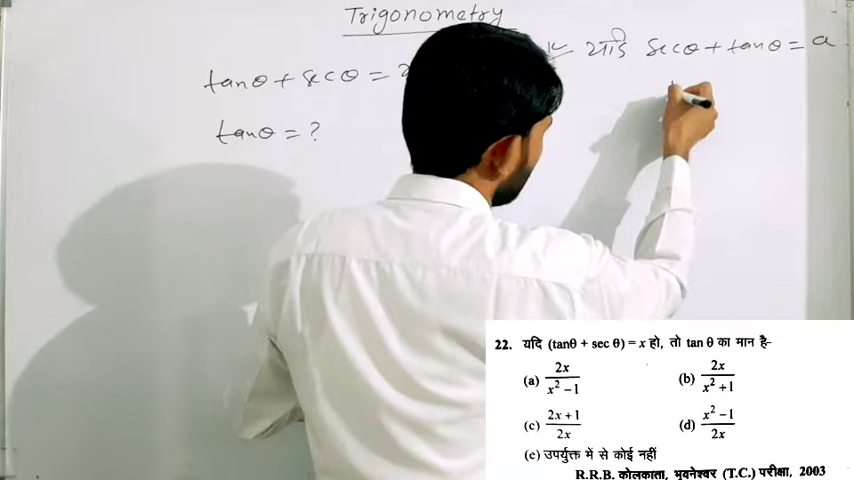 Trigonometry
tanθ + secθ =
यदि secθ + tanθ = a
tanθ = ?
22. यदि (tanθ + sec θ) = x हो, तो tan θ का मान है-
(a) 2x / x² – 1
(b) 2x / x² + 1
(c) 2x + 1 / 2x
(d) x² – 1 / 2x
(e) उपर्युक्त में से कोई नहीं
R.R.B. कोलकाता, भुवनेश्वर (T.C.) परीक्षा, 2003